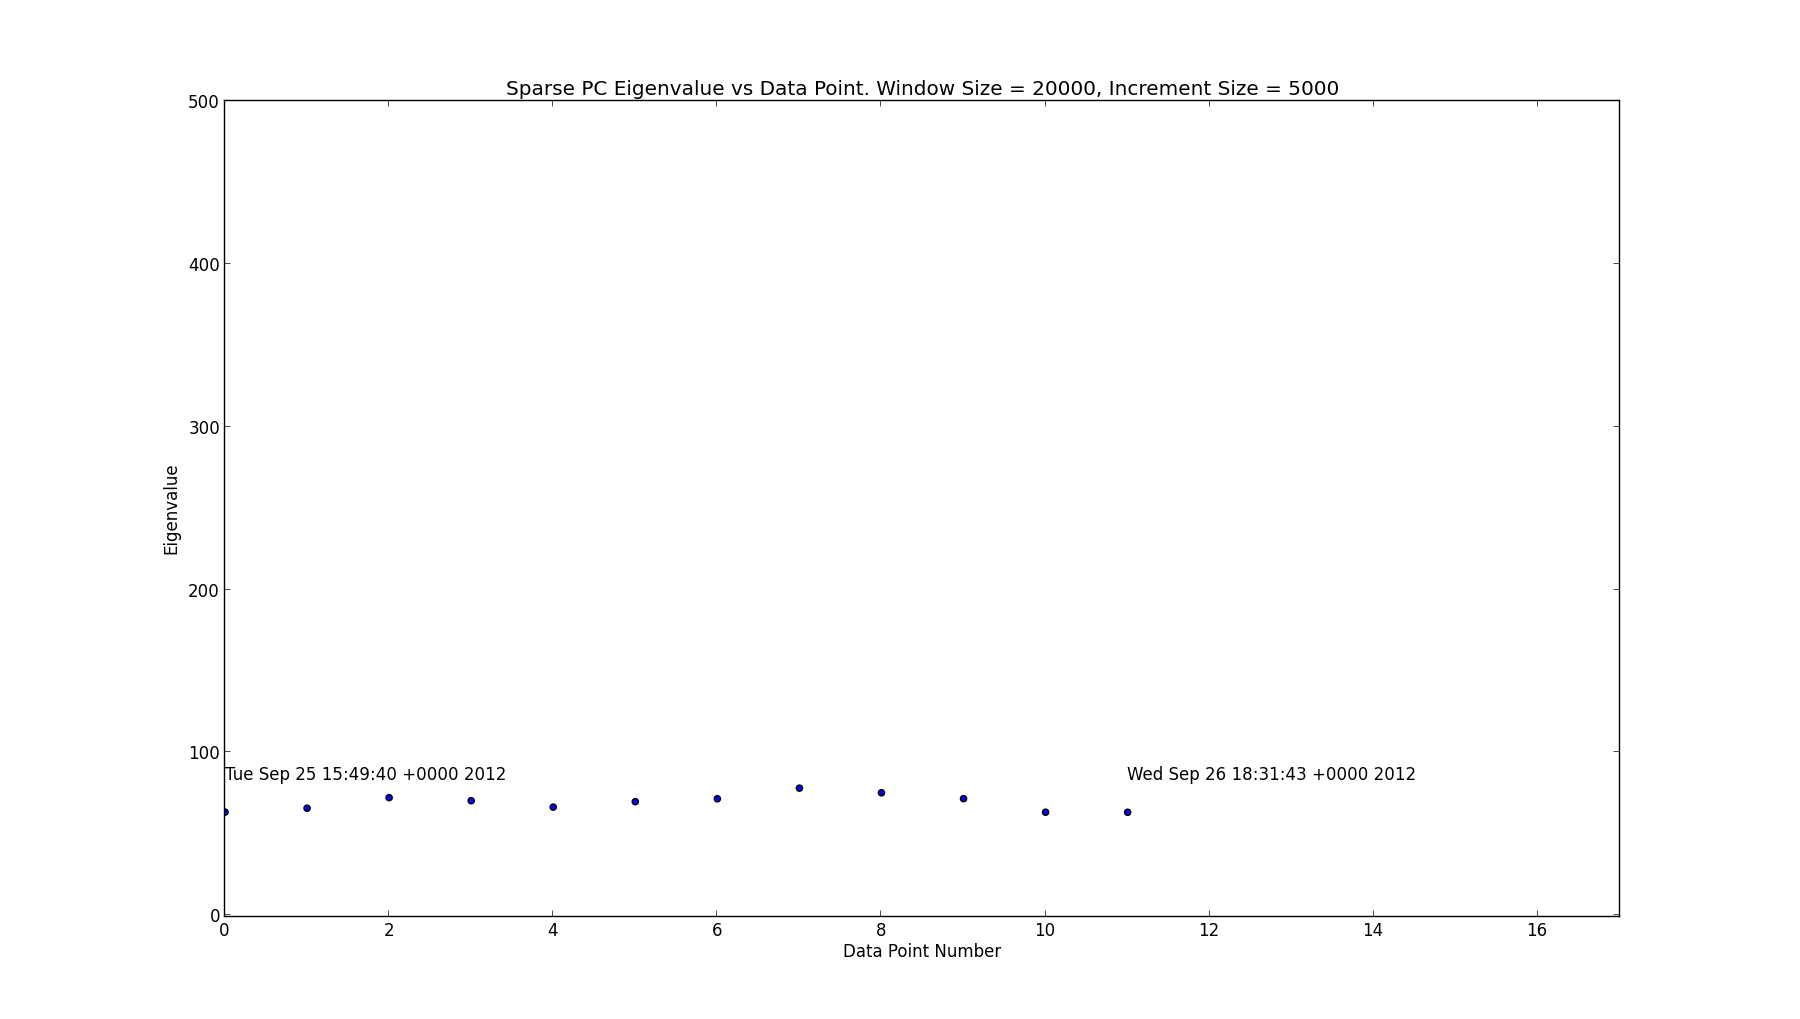 Sparse PC Eigenvalue vs Data Point. Window Size = 20000, Increment Size = 5000
500
400
300
200
100
0
Eigenvalue
Tue Sep 25 15:49:40 +0000 2012
Wed Sep 26 18:31:43 +0000 2012
0 2 4 6 8 10 12 14 16
Data Point Number